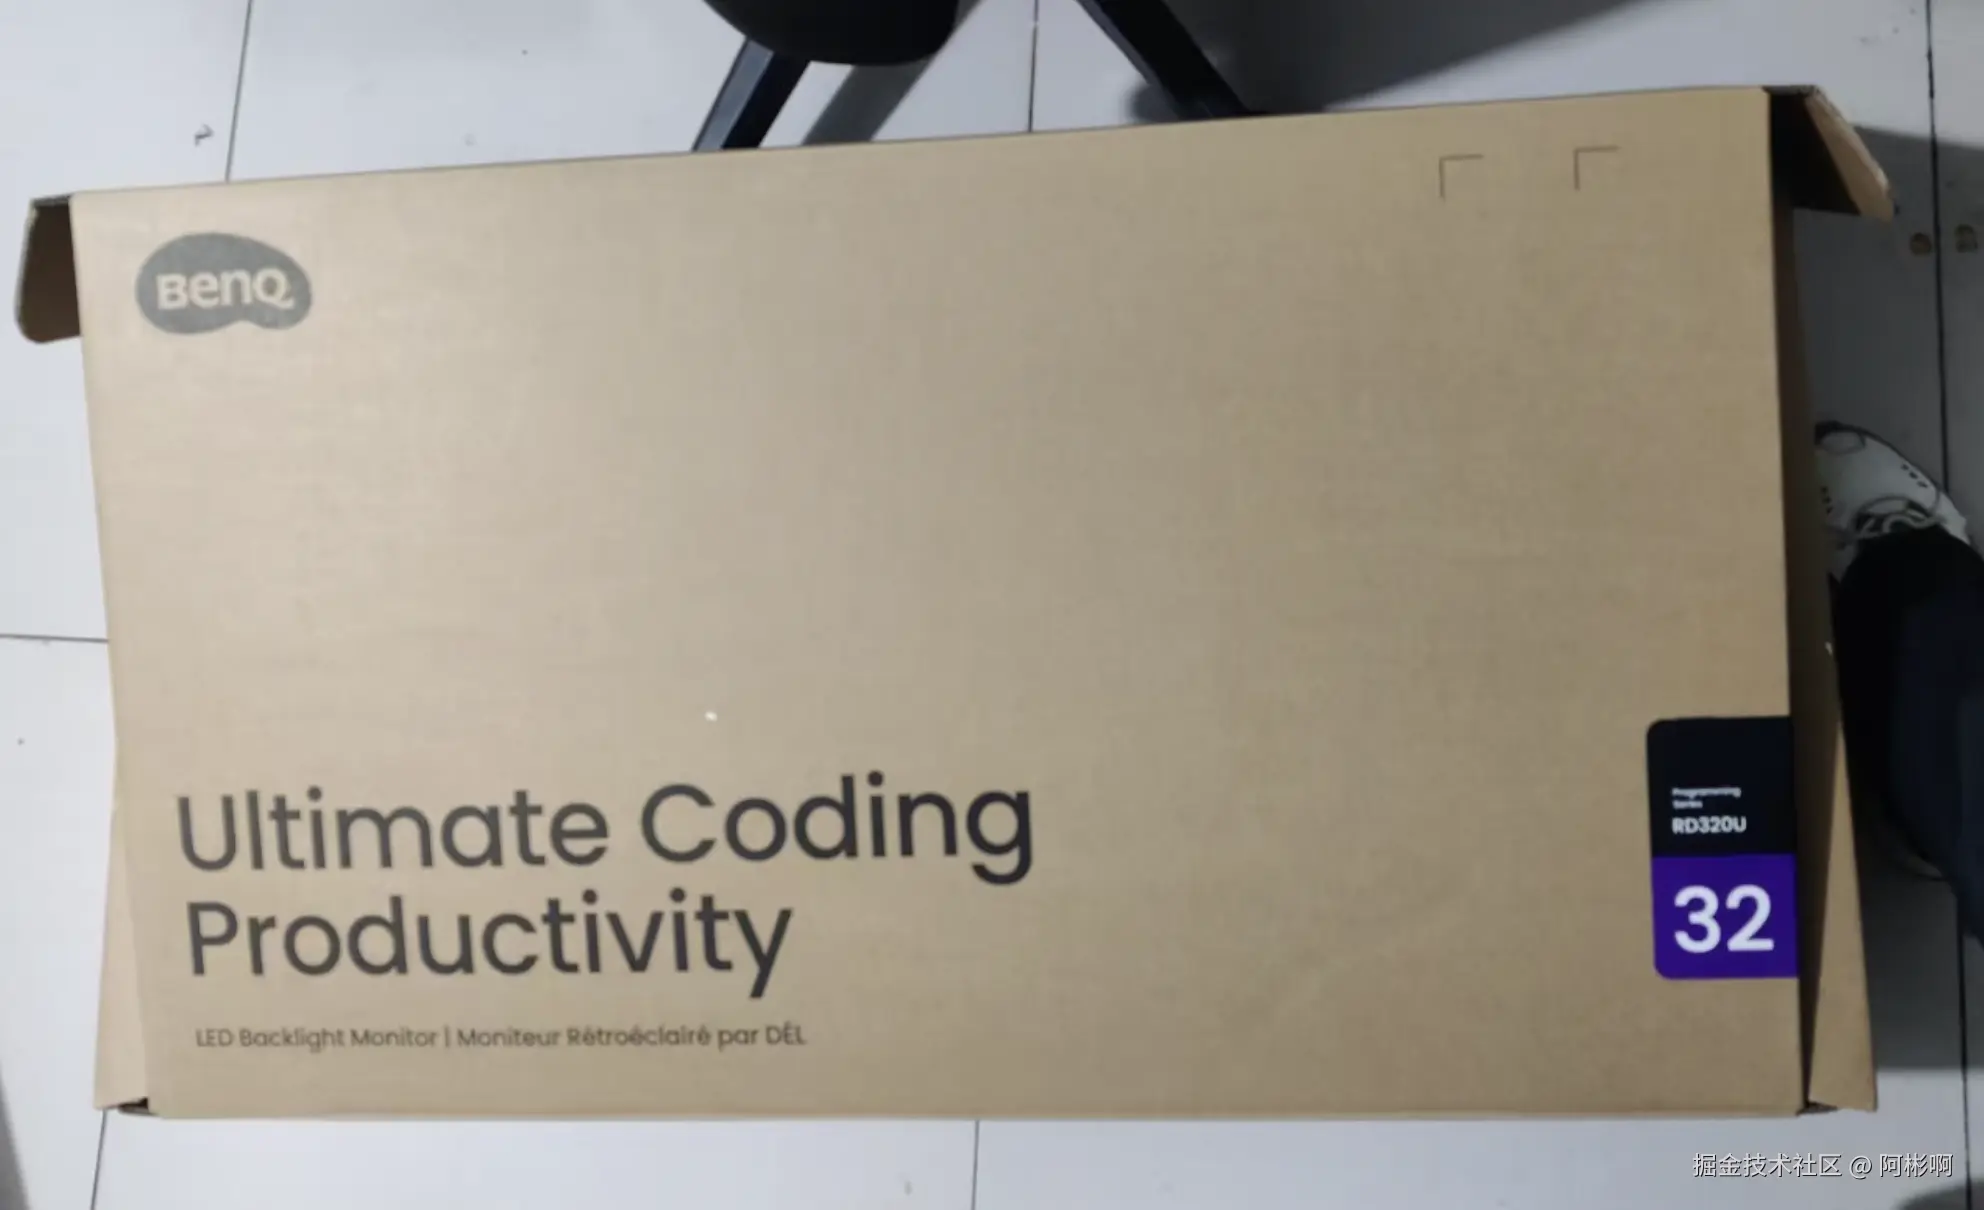 BenQ
Ultimate Coding
Productivity
LED Backlight Monitor | Moniteur Rétroéclairé par DÉL
Programming
Series
RD320U
32
掘金技术社区 @ 阿彬啊